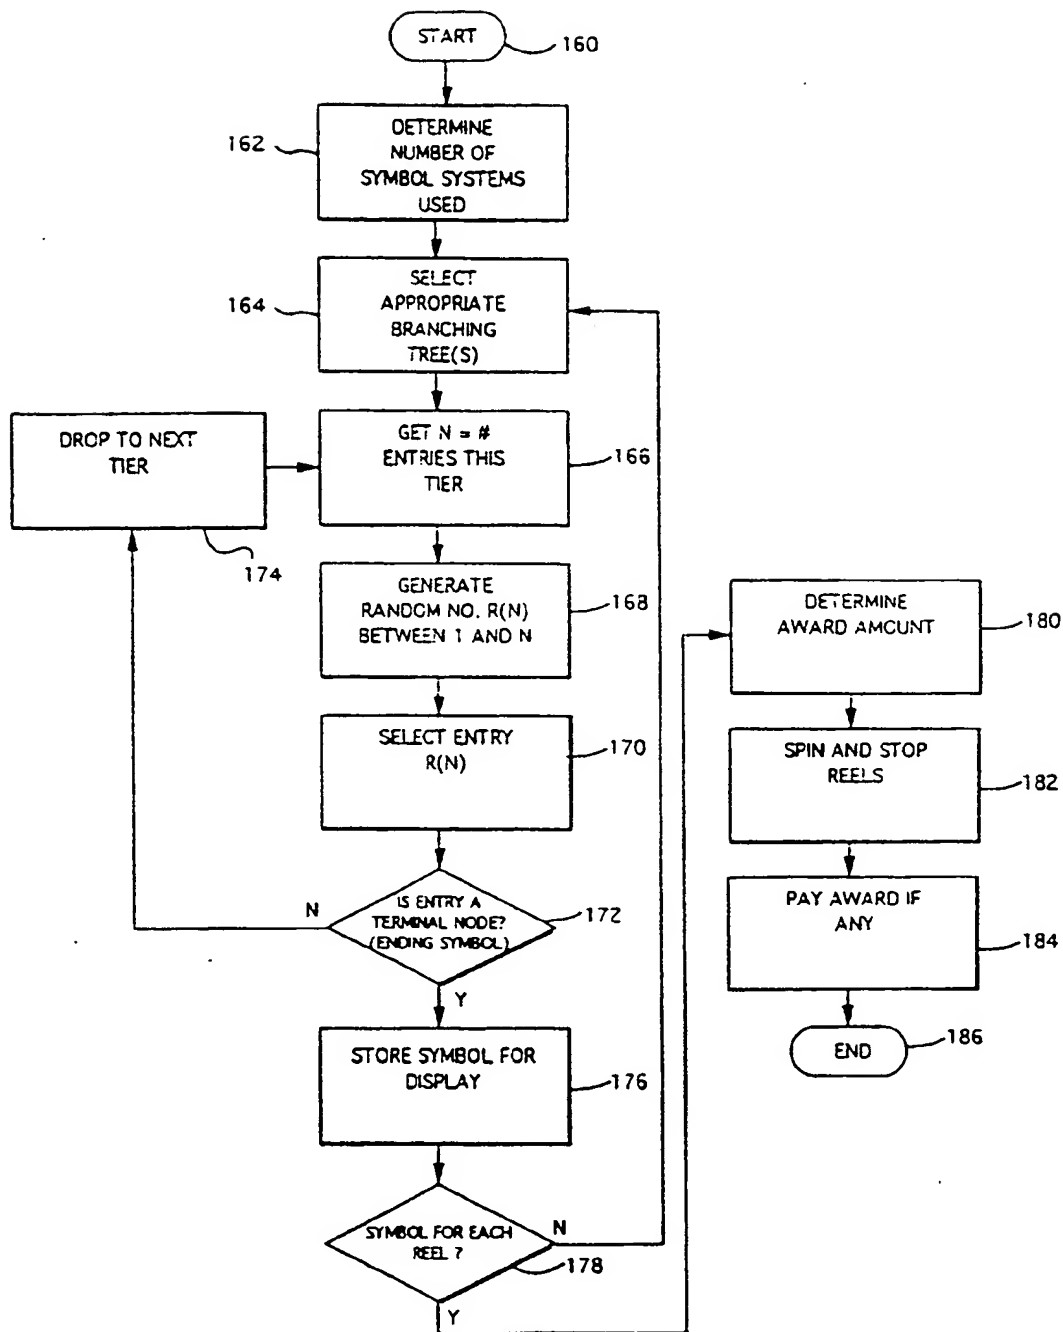 START
160
162
DETERMINE
NUMBER OF
SYMBOL SYSTEMS
USED
164
SELECT
APPROPRIATE
BRANCHING
TREE(S)
DROP TO NEXT
TIER
174
GET N = #
ENTRIES THIS
TIER
166
GENERATE
RANDOM NO. R(N)
BETWEEN 1 AND N
168
SELECT ENTRY
R(N)
170
N
IS ENTRY A
TERMINAL NODE?
(ENDING SYMBOL)
172
Y
STORE SYMBOL FOR
DISPLAY
176
SYMBOL FOR EACH
REEL ?
N
178
Y
DETERMINE
AWARD AMOUNT
180
SPIN AND STOP
REELS
182
PAY AWARD IF
ANY
184
END
186